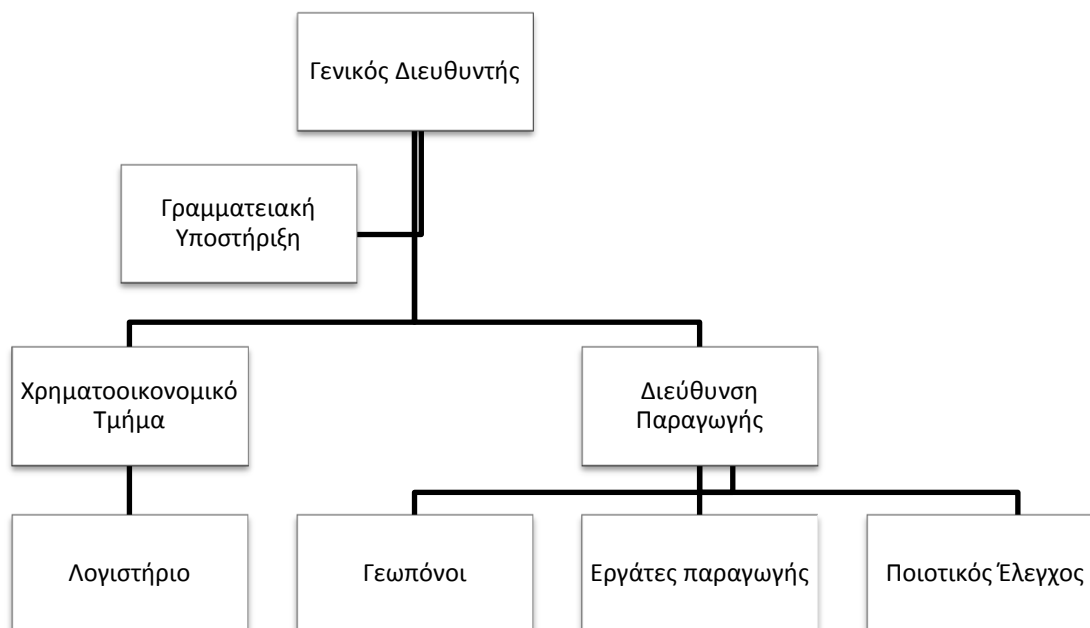 Γενικός Διευθυντής
Γραμματειακή
Υποστήριξη
Χρηματοοικονομικό
Τμήμα
Διεύθυνση
Παραγωγής
Λογιστήριο
Γεωπόνοι
Εργάτες παραγωγής
Ποιοτικός Έλεγχος